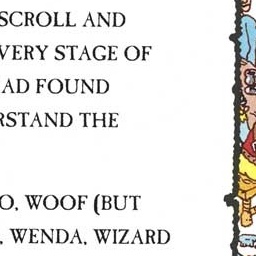 SCROLL AND
VERY STAGE OF
AD FOUND
RSTAND THE
O, WOOF (BUT
, WENDA, WIZARD